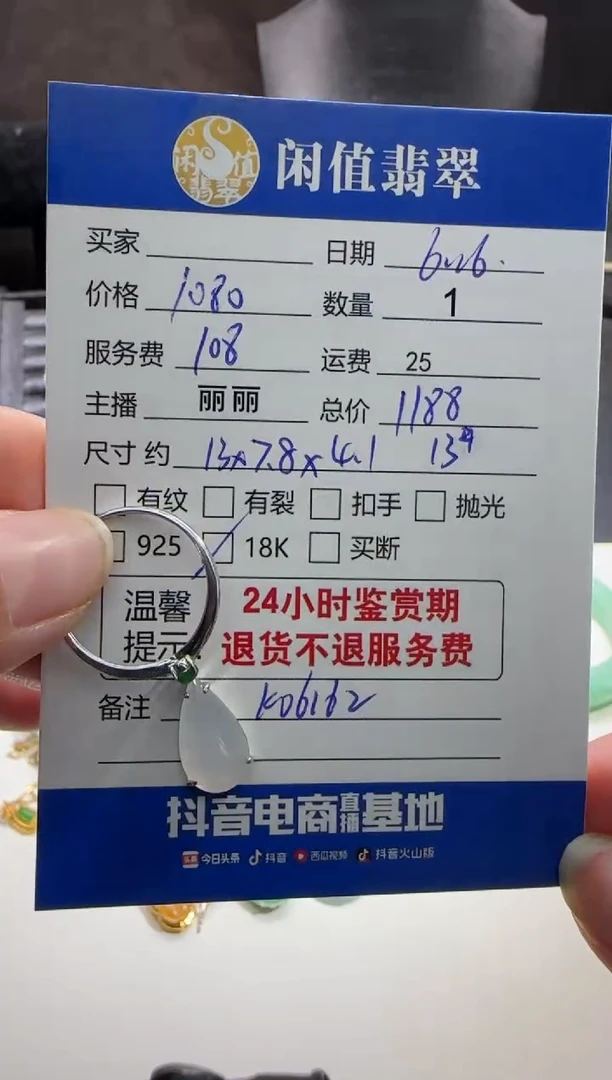 闲值翡翠 闲值翡翠
买家 日期 6.26.
价格 1080 数量 1
服务费 108 运费 25
主播 丽丽 总价 1188
尺寸 约 13x7.8x4.1 13#
有纹 有裂 扣手 抛光
925 18K 买断
温馨 24小时鉴赏期
提示: 退货不退服务费
备注 K06162
抖音电商直播基地
头条 今日头条 抖音 西瓜视频 抖音火山版